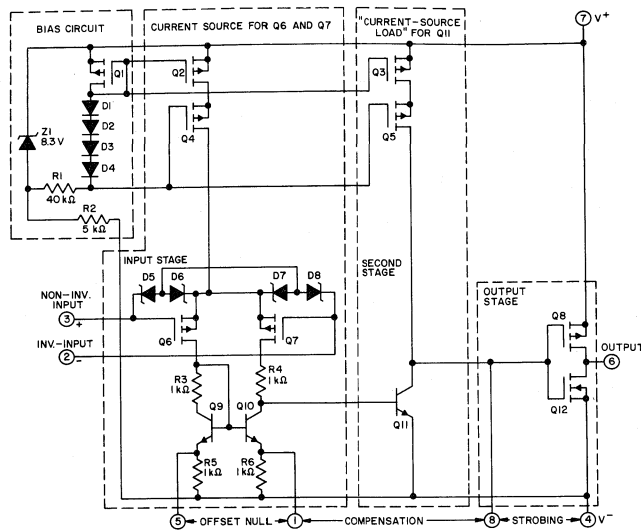 BIAS CIRCUIT
CURRENT SOURCE FOR Q6 AND Q7
"CURRENT-SOURCE
LOAD" FOR Q11
7 V+
Q1
Q2
Q3
D1
D2
D3
D4
Z1
8.3 V
Q4
Q5
R1
40 kΩ
R2
5 kΩ
INPUT STAGE
D5
D6
D7
D8
SECOND
STAGE
OUTPUT
STAGE
NON-INV.
INPUT
3 +
INV.-INPUT
2 -
Q6
Q7
Q8
OUTPUT
6
Q12
R3
1 kΩ
R4
1 kΩ
Q9
Q10
Q11
R5
1 kΩ
R6
1 kΩ
5 OFFSET NULL 1 COMPENSATION 8 STROBING 4 V-